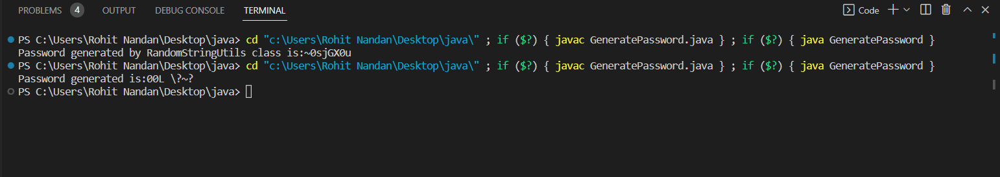 PROBLEMS 4 OUTPUT DEBUG CONSOLE TERMINAL Code
PS C:\Users\Rohit Nandan\Desktop\java> cd "c:\Users\Rohit Nandan\Desktop\java\" ; if ($?) { javac GeneratePassword.java } ; if ($?) { java GeneratePassword }
Password generated by RandomStringUtils class is:~0sjGX0u
PS C:\Users\Rohit Nandan\Desktop\java> cd "c:\Users\Rohit Nandan\Desktop\java\" ; if ($?) { javac GeneratePassword.java } ; if ($?) { java GeneratePassword }
Password generated is:00L \?~?
PS C:\Users\Rohit Nandan\Desktop\java>